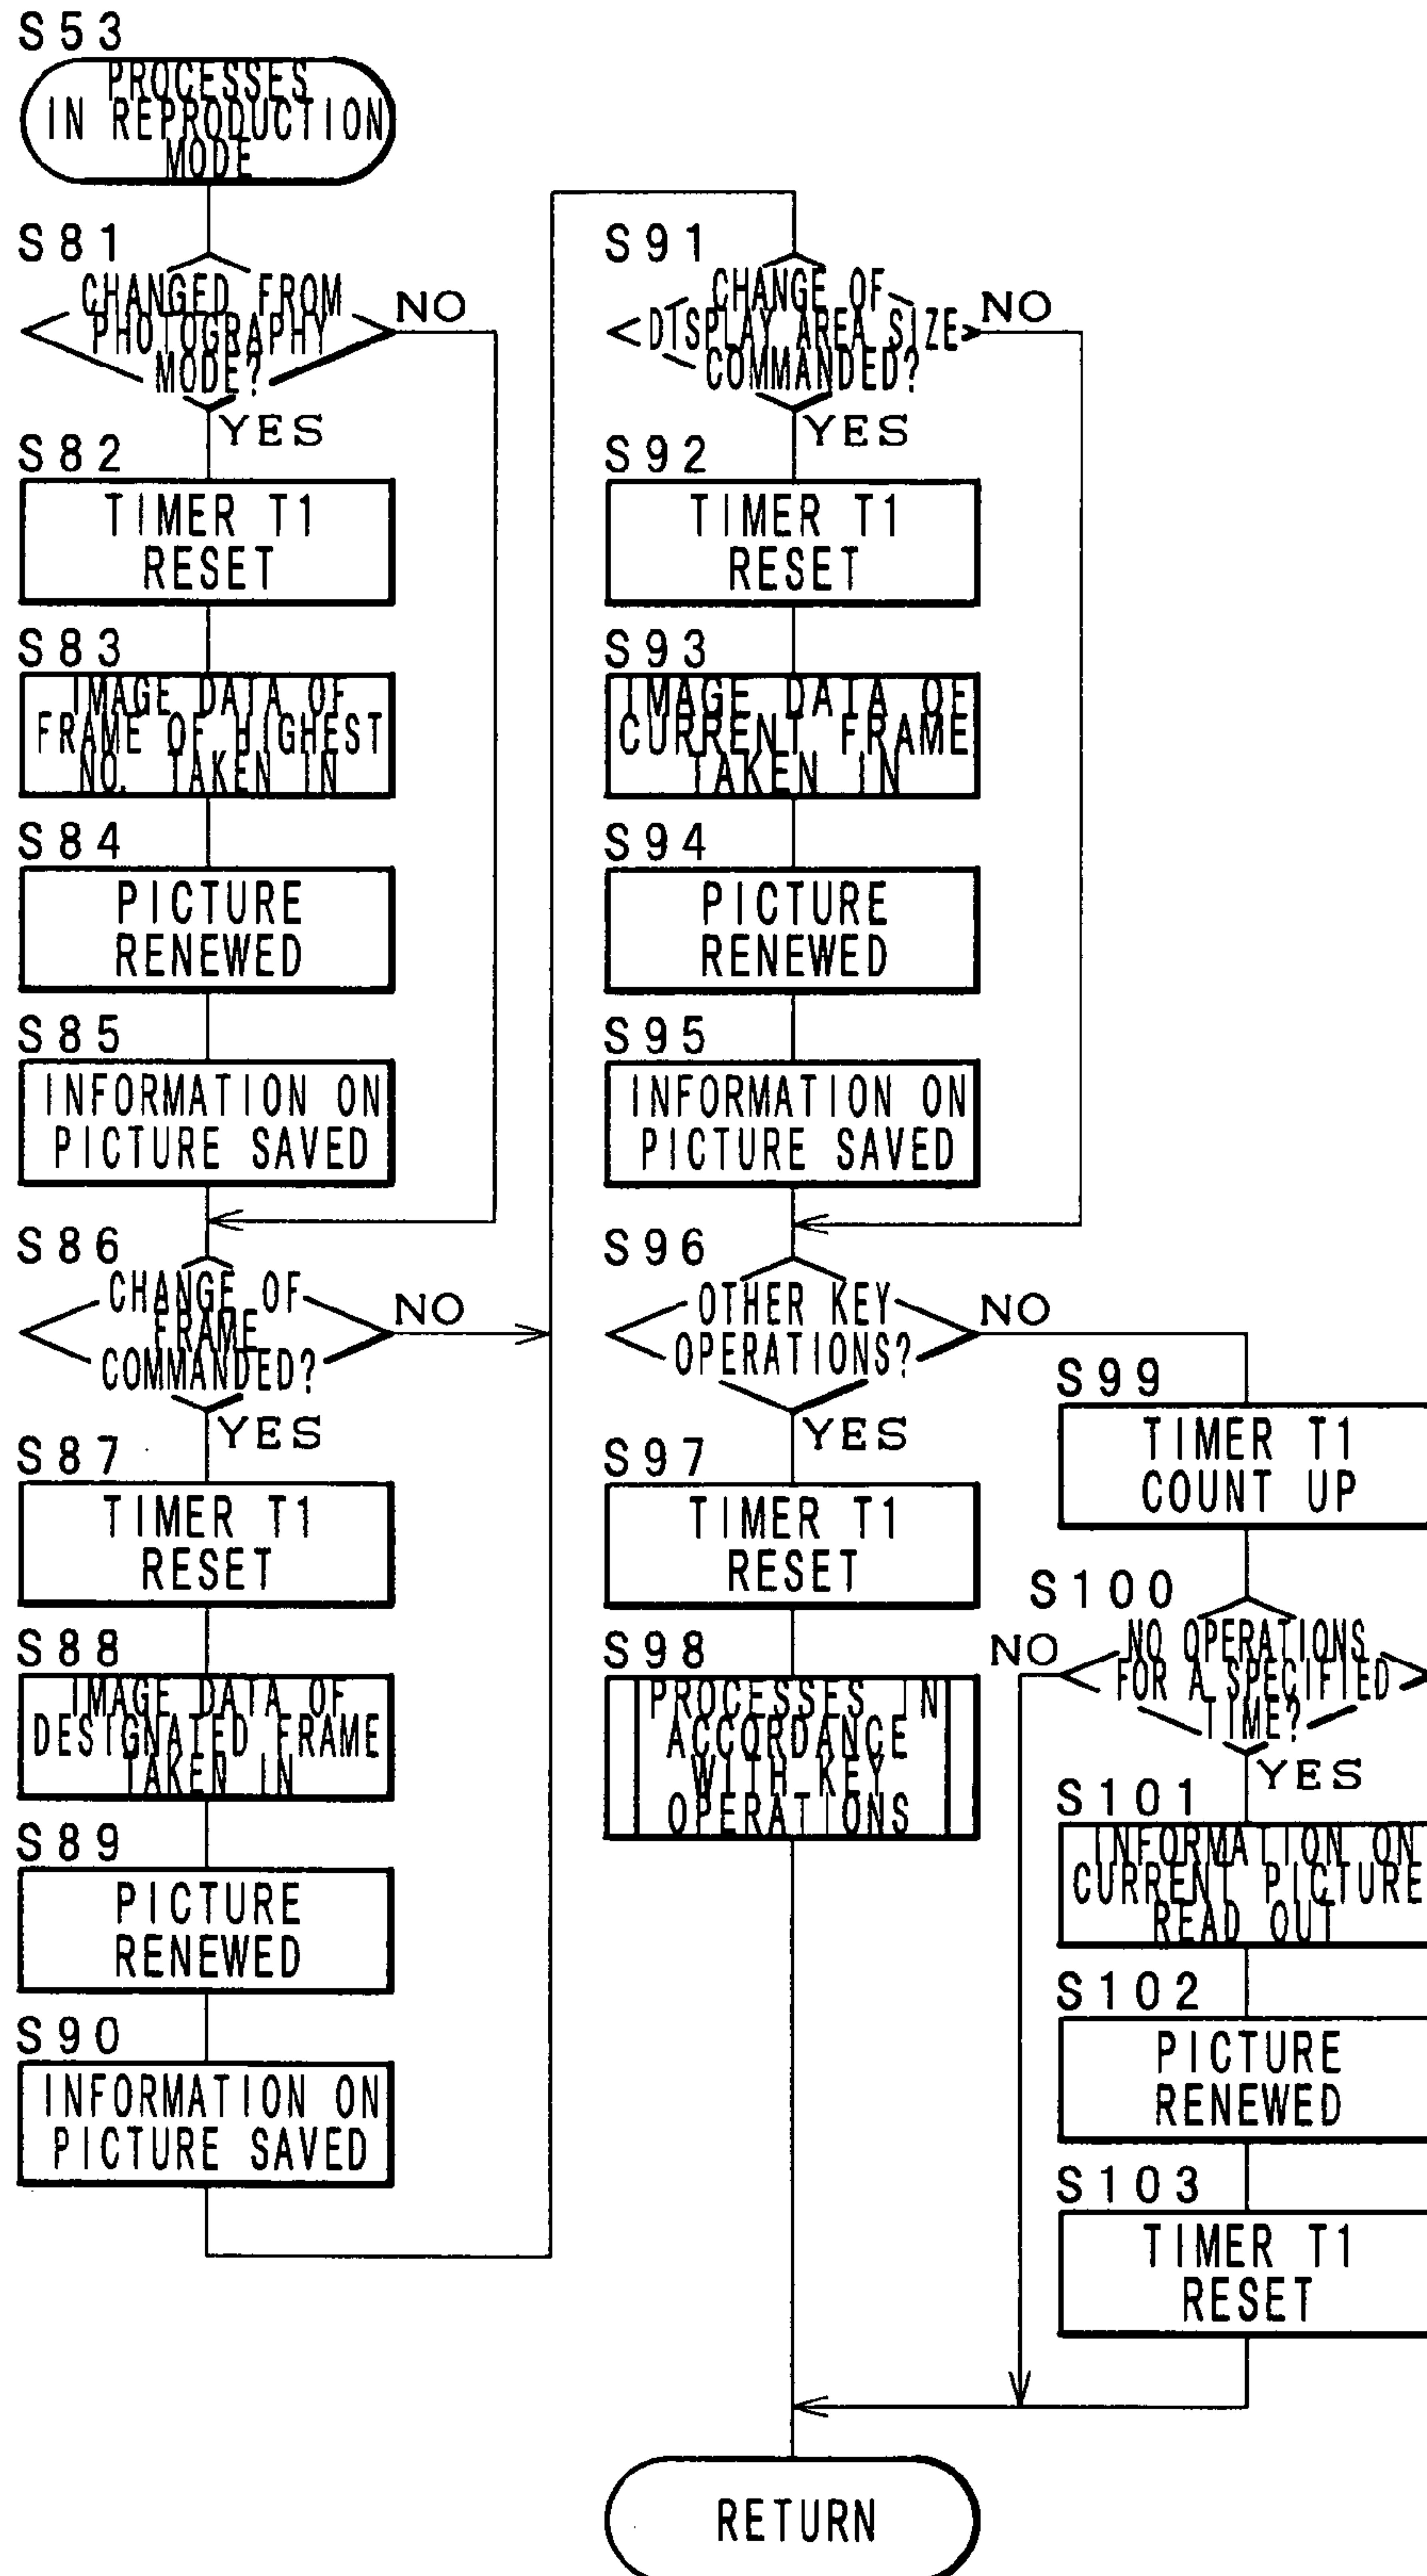 S53
PROCESSES
IN REPRODUCTION
MODE
S81
CHANGED FROM
PHOTOGRAPHY
MODE?
NO
YES
S82
TIMER T1
RESET
S83
IMAGE DATA OF
FRAME OF HIGHEST
NO. TAKEN IN
S84
PICTURE
RENEWED
S85
INFORMATION ON
PICTURE SAVED
S86
CHANGE OF
FRAME
COMMANDED?
NO
YES
S87
TIMER T1
RESET
S88
IMAGE DATA OF
DESIGNATED FRAME
TAKEN IN
S89
PICTURE
RENEWED
S90
INFORMATION ON
PICTURE SAVED
S91
CHANGE OF
DISPLAY AREA SIZE
COMMANDED?
NO
YES
S92
TIMER T1
RESET
S93
IMAGE DATA OF
CURRENT FRAME
TAKEN IN
S94
PICTURE
RENEWED
S95
INFORMATION ON
PICTURE SAVED
S96
OTHER KEY
OPERATIONS?
NO
YES
S97
TIMER T1
RESET
S98
PROCESSES IN
ACCORDANCE
WITH KEY
OPERATIONS
S99
TIMER T1
COUNT UP
S100
NO OPERATIONS
FOR A SPECIFIED
TIME?
NO
YES
S101
INFORMATION ON
CURRENT PICTURE
READ OUT
S102
PICTURE
RENEWED
S103
TIMER T1
RESET
RETURN